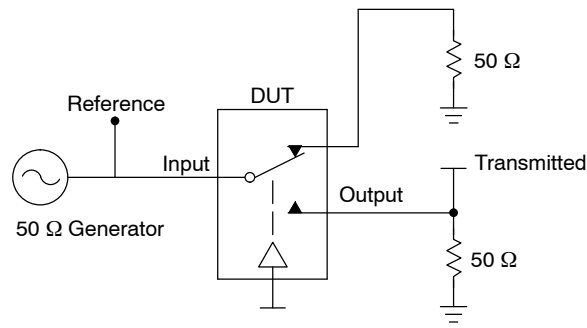 50 Ω
DUT
Reference
Input
Transmitted
Output
50 Ω Generator
50 Ω